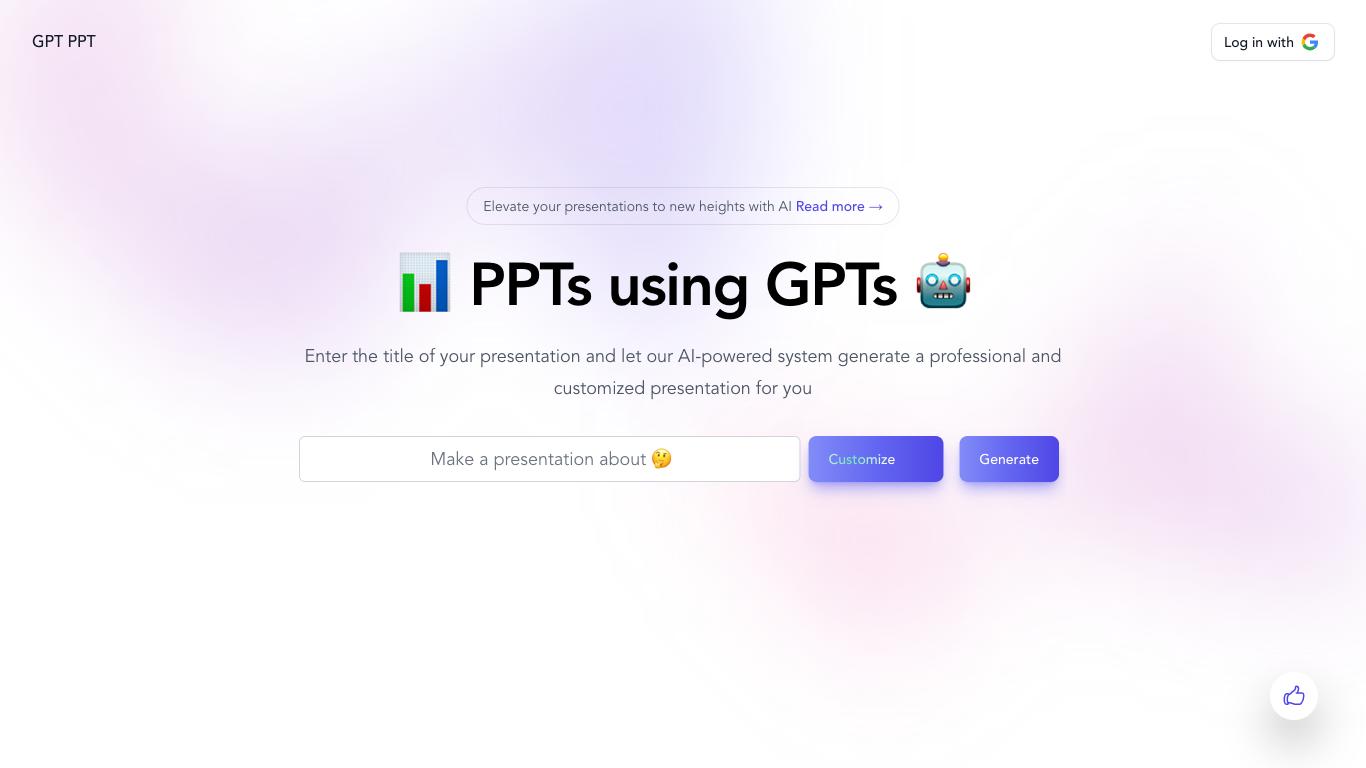 GPT PPT
Log in with
Elevate your presentations to new heights with AI Read more →
📊 PPTs using GPTs 🤖
Enter the title of your presentation and let our AI-powered system generate a professional and
customized presentation for you
Make a presentation about 🤔
Customize
Generate